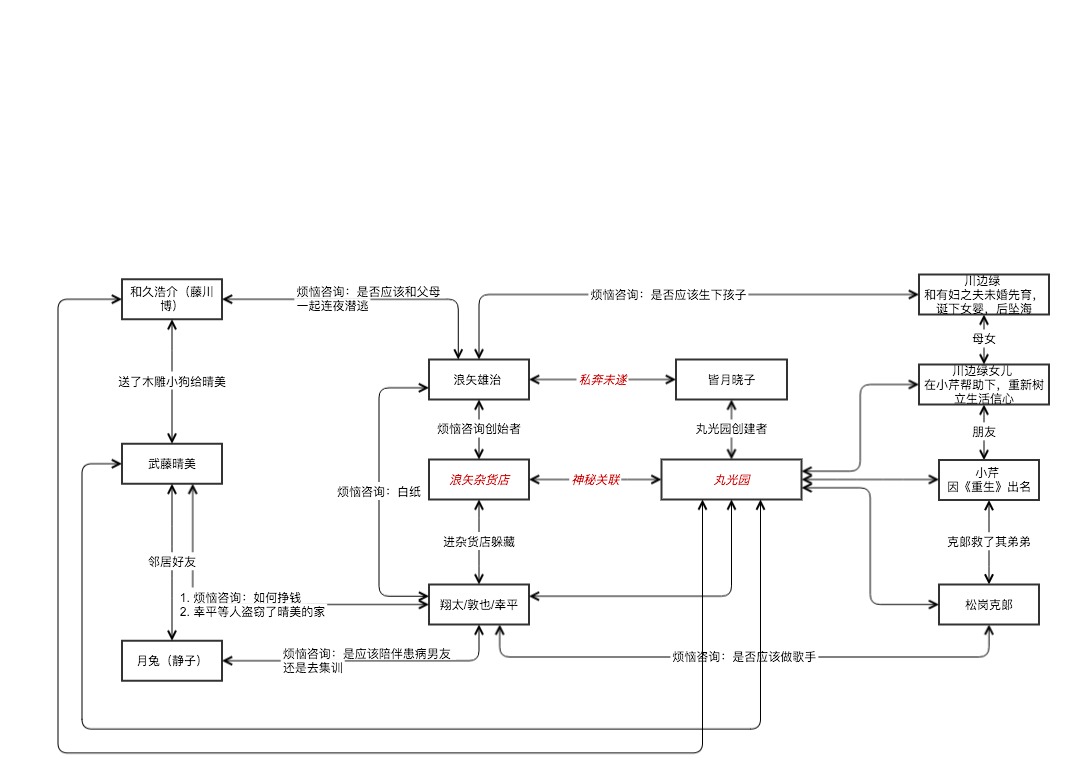 川边绿
和有妇之夫未婚先育，
诞下女婴，后坠海
和久浩介（藤川
博）
烦恼咨询：是否应该和父母
一起连夜潜逃
烦恼咨询：是否应该生下孩子
母女
川边绿女儿
在小芹帮助下，重新树
立生活信心
送了木雕小狗给晴美
浪矢雄治
私奔未遂
皆月晓子
烦恼咨询创始者
丸光园创建者
朋友
武藤晴美
浪矢杂货店
神秘关联
丸光园
小芹
因《重生》出名
烦恼咨询：白纸
进杂货店躲藏
克郎救了其弟弟
邻居好友
1. 烦恼咨询：如何挣钱
2. 幸平等人盗窃了晴美的家
翔太/敦也/幸平
松岗克郎
月兔（静子）
烦恼咨询：是应该陪伴患病男友
还是去集训
烦恼咨询：是否应该做歌手